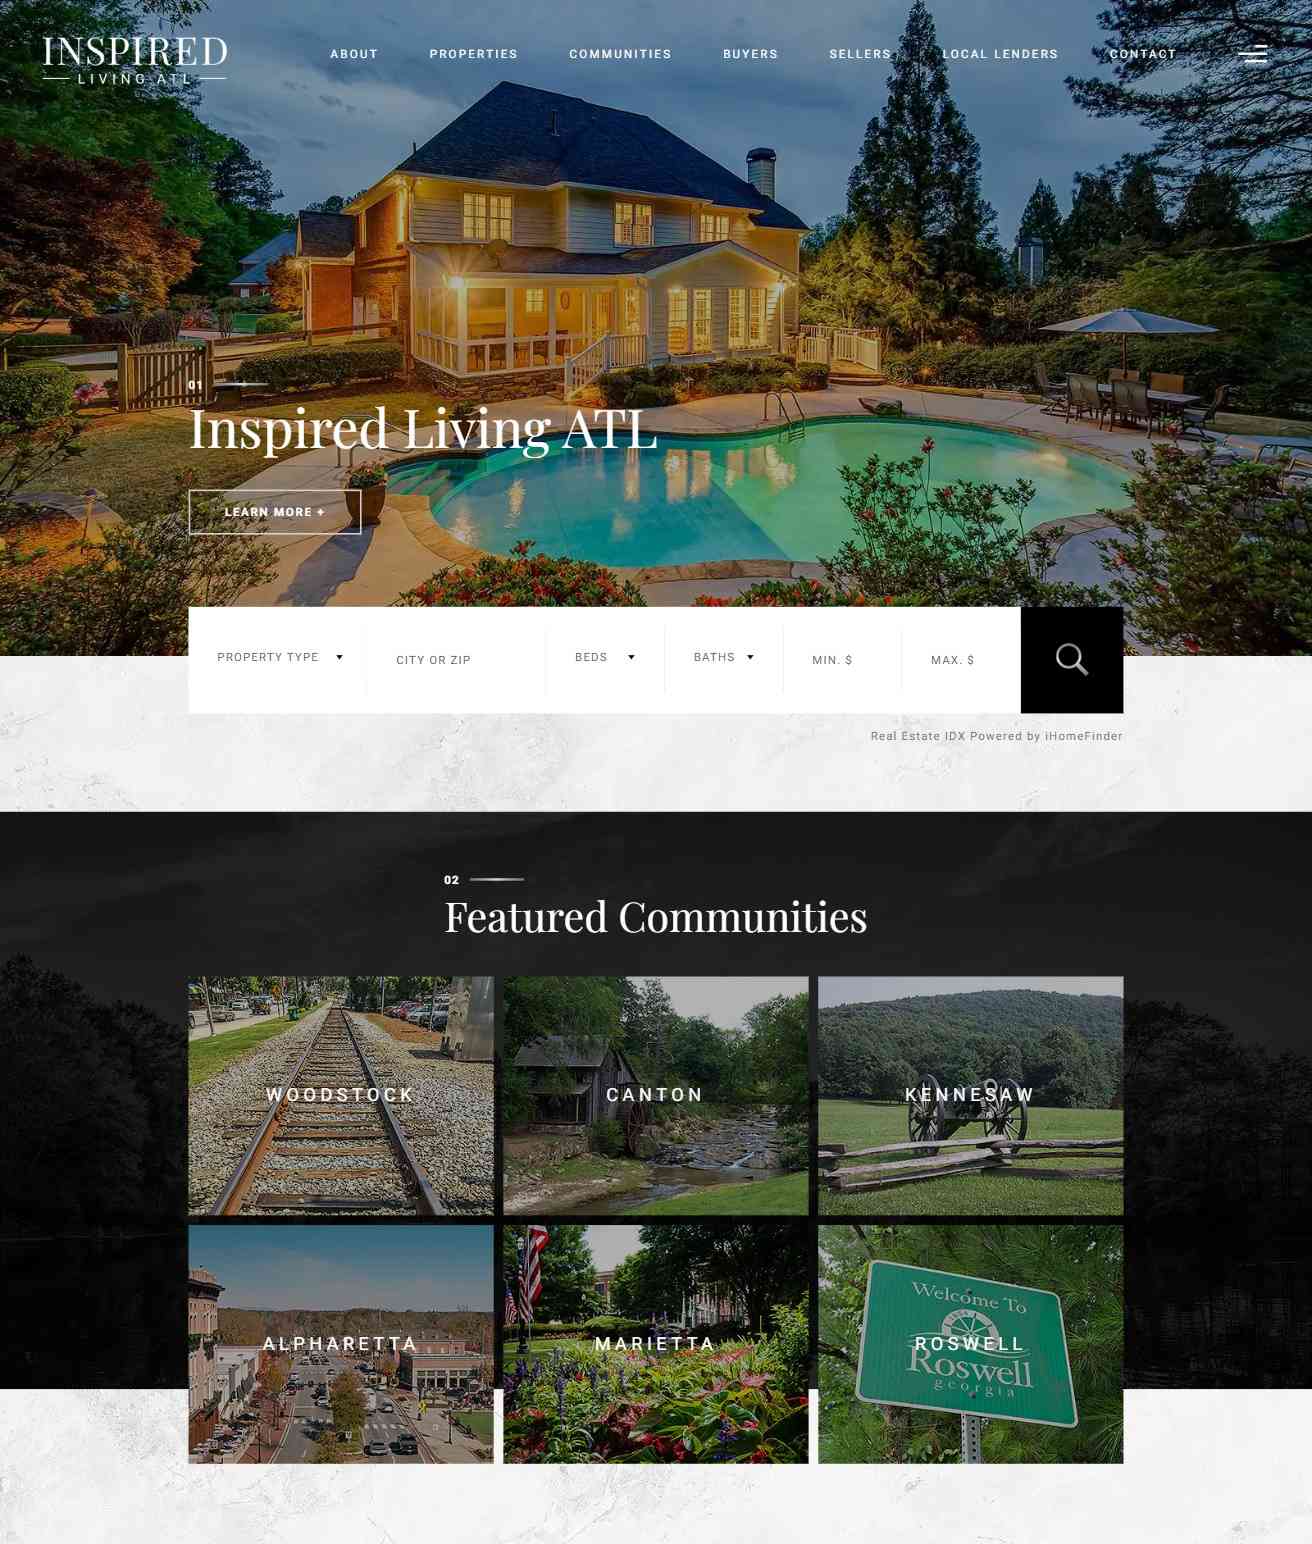 INSPIRED
LIVING ATL
ABOUT PROPERTIES COMMUNITIES BUYERS SELLERS LOCAL LENDERS CONTACT
01
Inspired Living ATL
LEARN MORE +
PROPERTY TYPE CITY OR ZIP BEDS BATHS MIN. $ MAX. $
Real Estate IDX Powered by iHomeFinder
02
Featured Communities
WOODSTOCK CANTON KENNESAW
ALPHARETTA MARIETTA ROSWELL
Welcome To
Roswell
georgia